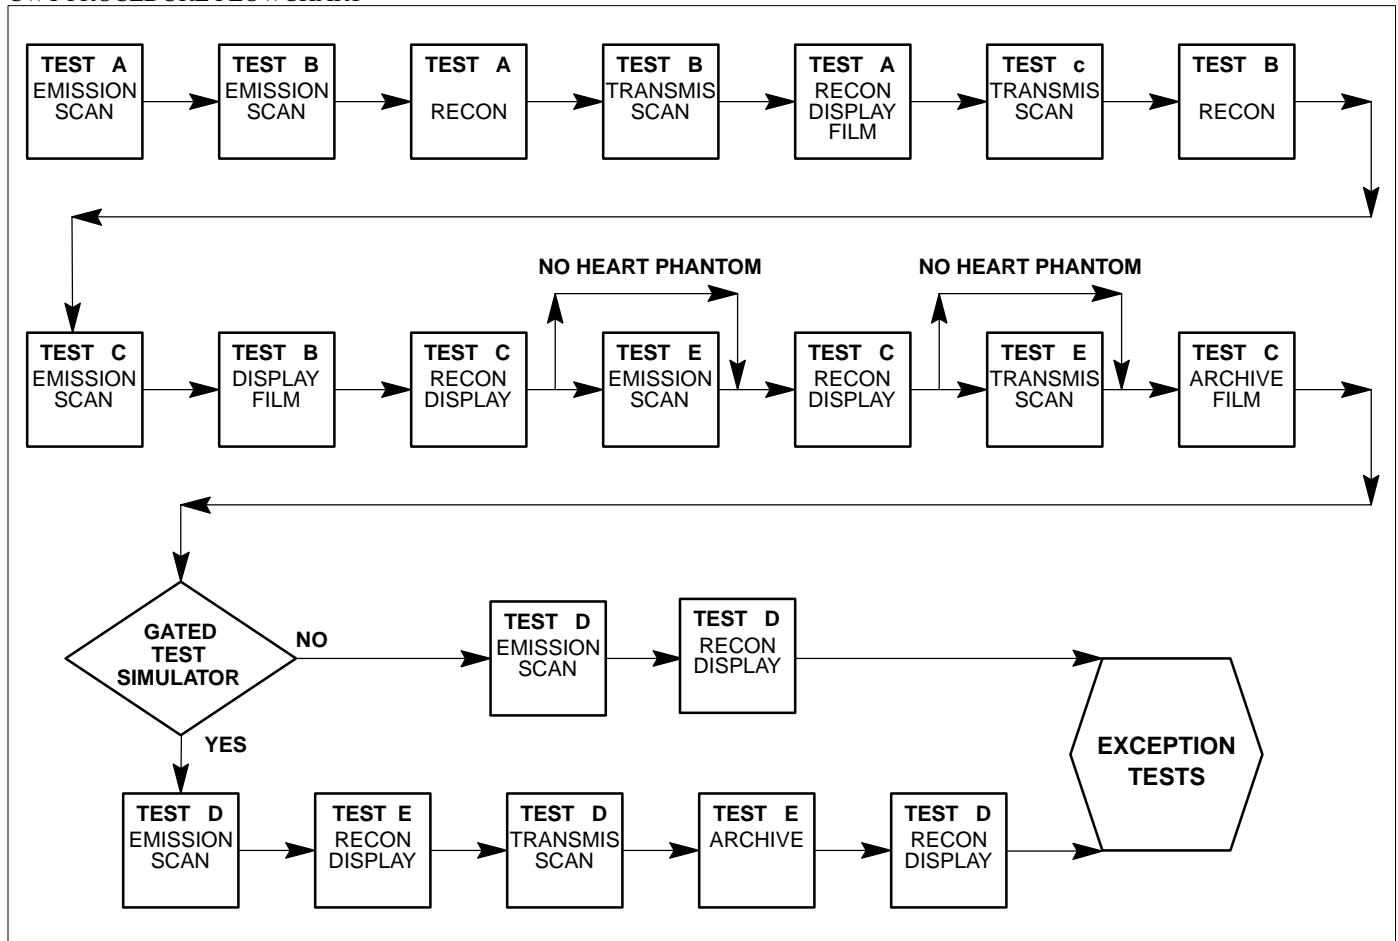 TEST A
EMISSION
SCAN
TEST B
EMISSION
SCAN
TEST A
RECON
TEST B
TRANSMIS
SCAN
TEST A
RECON
DISPLAY
FILM
TEST c
TRANSMIS
SCAN
TEST B
RECON
NO HEART PHANTOM
NO HEART PHANTOM
TEST C
EMISSION
SCAN
TEST B
DISPLAY
FILM
TEST C
RECON
DISPLAY
TEST E
EMISSION
SCAN
TEST C
RECON
DISPLAY
TEST E
TRANSMIS
SCAN
TEST C
ARCHIVE
FILM
GATED
TEST
SIMULATOR
NO
TEST D
EMISSION
SCAN
TEST D
RECON
DISPLAY
YES
EXCEPTION
TESTS
TEST D
EMISSION
SCAN
TEST E
RECON
DISPLAY
TEST D
TRANSMIS
SCAN
TEST E
ARCHIVE
TEST D
RECON
DISPLAY